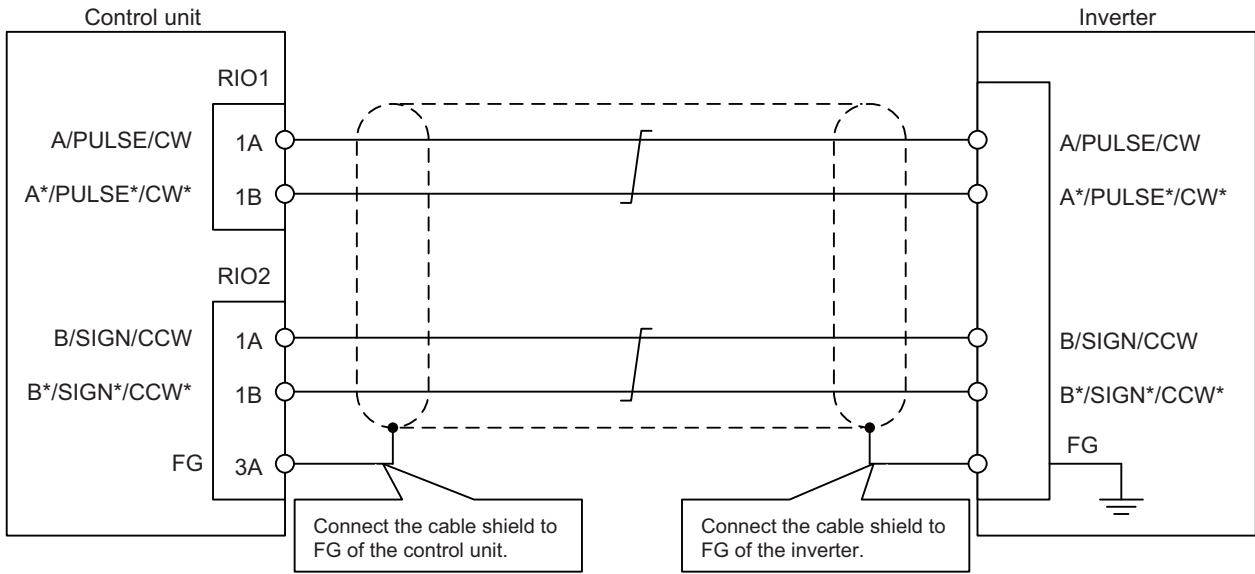 Control unit
Inverter
RIO1
A/PULSE/CW
1A
A/PULSE/CW
A*/PULSE*/CW*
1B
A*/PULSE*/CW*
RIO2
B/SIGN/CCW
1A
B/SIGN/CCW
B*/SIGN*/CCW*
1B
B*/SIGN*/CCW*
FG
3A
FG
Connect the cable shield to
FG of the control unit.
Connect the cable shield to
FG of the inverter.